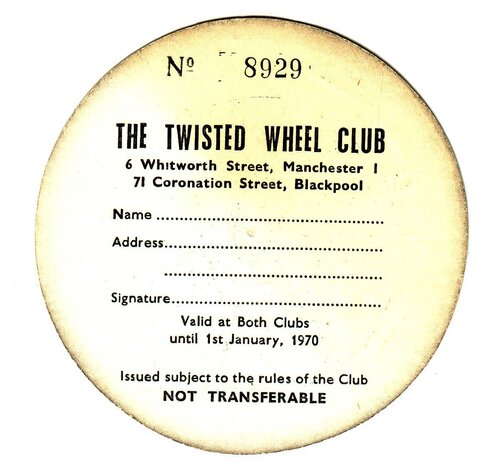 Nº 8929
THE TWISTED WHEEL CLUB
6 Whitworth Street, Manchester 1
71 Coronation Street, Blackpool
Name ..........................................................
Address........................................................
........................................................
Signature......................................................
Valid at Both Clubs
until 1st January, 1970
Issued subject to the rules of the Club
NOT TRANSFERABLE